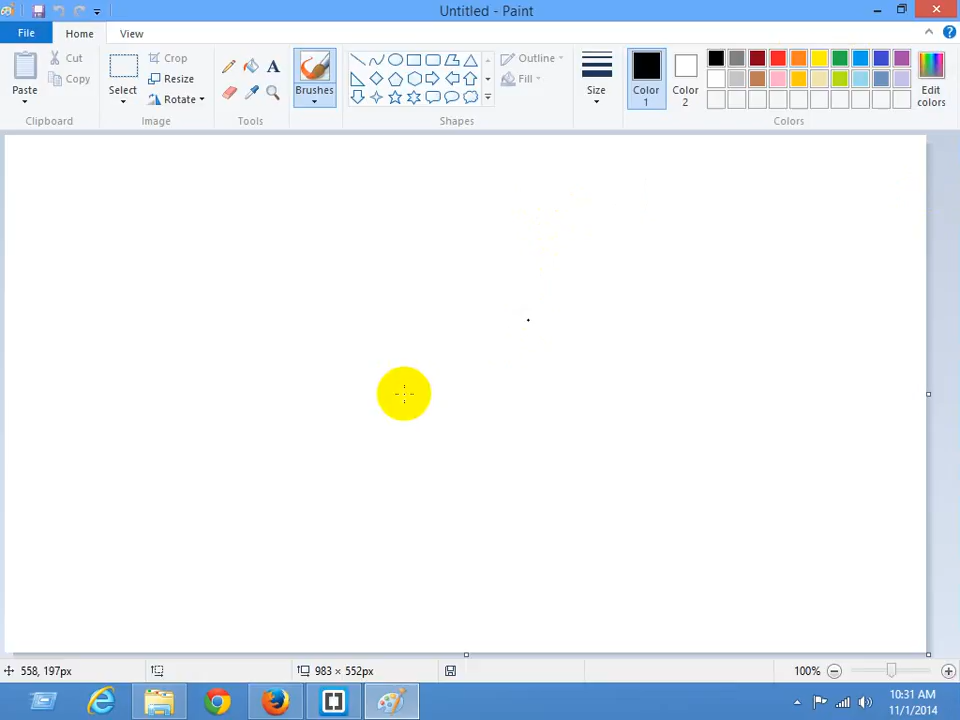 Untitled - Paint
File Home View
Paste
Cut
Copy
Clipboard
Select
Crop
Resize
Rotate
Image
A
Tools
Brushes
Outline
Fill
Shapes
Size
Color 1
Color 2
Edit colors
Colors
558, 197px
983 × 552px
100%
10:31 AM
11/1/2014